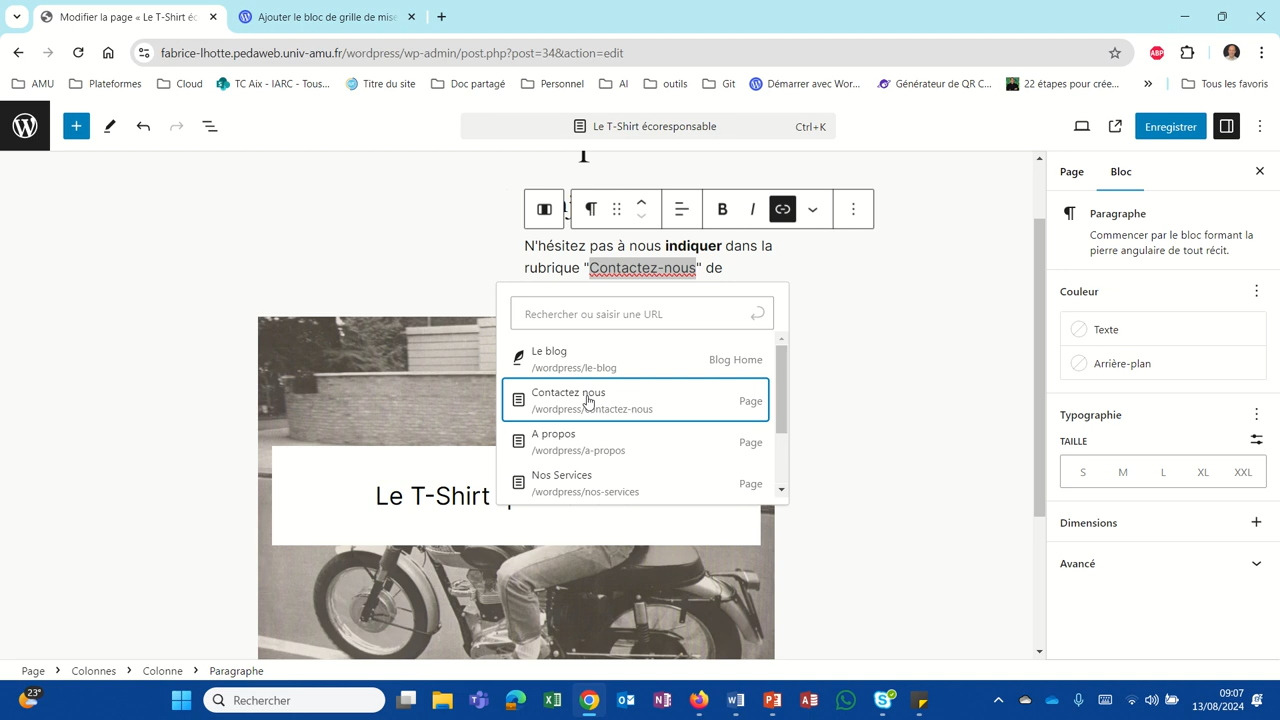 Modifier la page « Le T-Shirt éc
Ajouter le bloc de grille de mise
fabrice-lhotte.pedaweb.univ-amu.fr/wordpress/wp-admin/post.php?post=34&action=edit
ABP
AMU
Plateformes
Cloud
TC Aix - IARC - Tous...
Titre du site
Doc partagé
Personnel
AI
outils
Git
Démarrer avec Wor...
Générateur de QR C...
22 étapes pour crée...
Tous les favoris
Le T-Shirt écoresponsable
Ctrl+K
Enregistrer
Page
Bloc
Paragraphe
Commencer par le bloc formant la
pierre angulaire de tout récit.
B I
N'hésitez pas à nous indiquer dans la
rubrique "Contactez-nous" de
Rechercher ou saisir une URL
Le blog
/wordpress/le-blog
Blog Home
Contactez nous
/wordpress/contactez-nous
Page
A propos
/wordpress/a-propos
Page
Nos Services
/wordpress/nos-services
Page
Le T-Shirt
Couleur
Texte
Arrière-plan
Typographie
TAILLE
S M L XL XXL
Dimensions
Avancé
Page > Colonnes > Colonne > Paragraphe
23°
Rechercher
09:07
13/08/2024